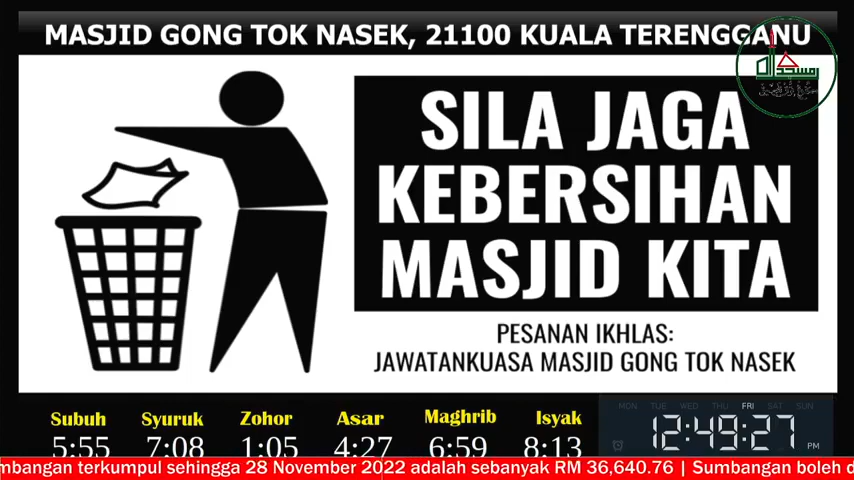 MASJID GONG TOK NASEK, 21100 KUALA TERENGGANU
SILA JAGA
KEBERSIHAN
MASJID KITA
PESANAN IKHLAS:
JAWATANKUASA MASJID GONG TOK NASEK
Subuh Syuruk Zohor Asar Maghrib Isyak
5:55 7:08 1:05 4:27 6:59 8:13
MON TUE WED THU FRI SAT SUN
12:49:27 PM
mbangan terkumpul sehingga 28 November 2022 adalah sebanyak RM 36,640.76 | Sumbangan boleh d